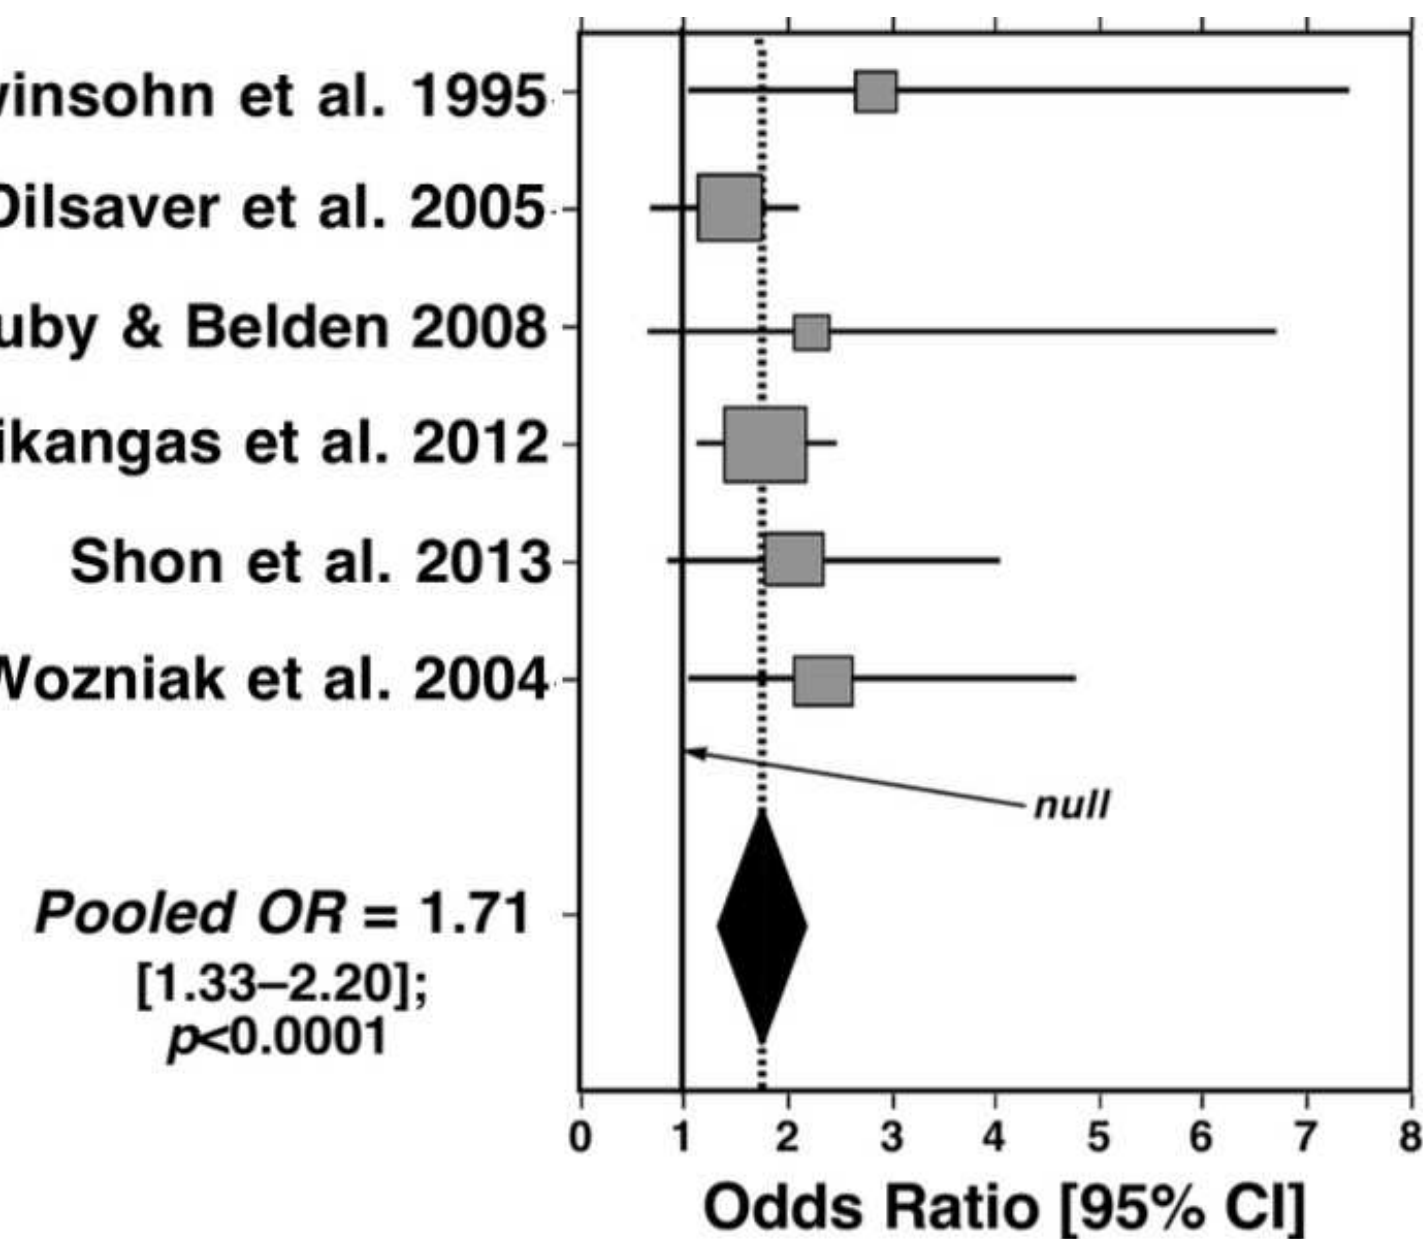 vinsohn et al. 1995
Dilsaver et al. 2005
uby & Belden 2008
ikangas et al. 2012
Shon et al. 2013
Wozniak et al. 2004
null
Pooled OR = 1.71
[1.33–2.20];
p<0.0001
0 1 2 3 4 5 6 7 8
Odds Ratio [95% CI]